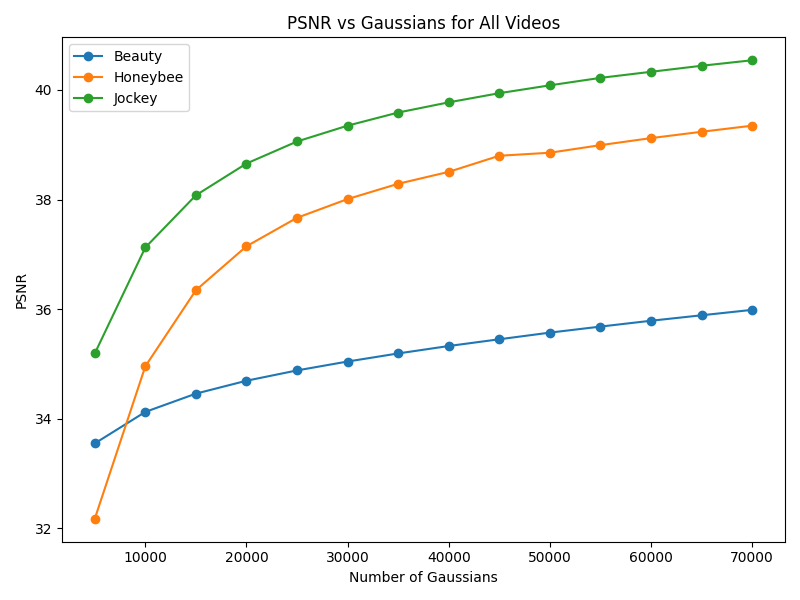 PSNR vs Gaussians for All Videos
Beauty
Honeybee
Jockey
PSNR
40
38
36
34
32
10000 20000 30000 40000 50000 60000 70000
Number of Gaussians